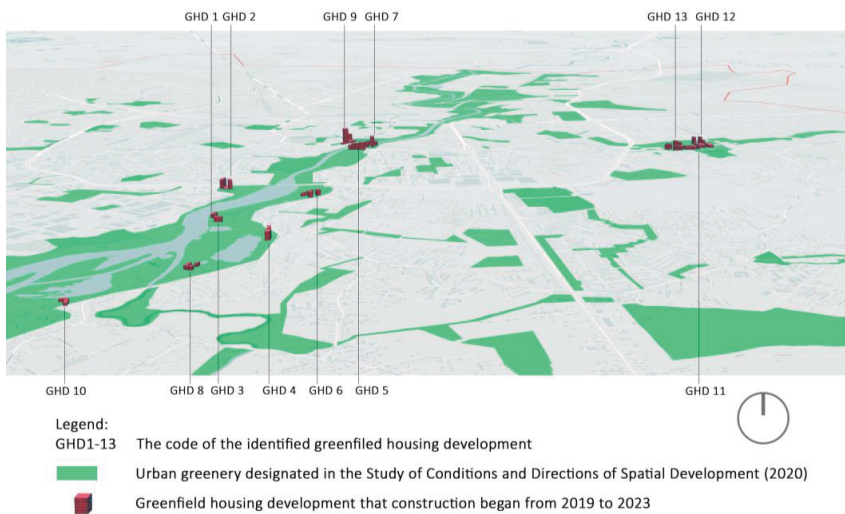 GHD 1 GHD 2 GHD 9 GHD 7 GHD 13 GHD 12
GHD 10 GHD 8 GHD 3 GHD 4 GHD 6 GHD 5 GHD 11
Legend:
GHD1-13 The code of the identified greenfiled housing development
Urban greenery designated in the Study of Conditions and Directions of Spatial Development (2020)
Greenfield housing development that construction began from 2019 to 2023